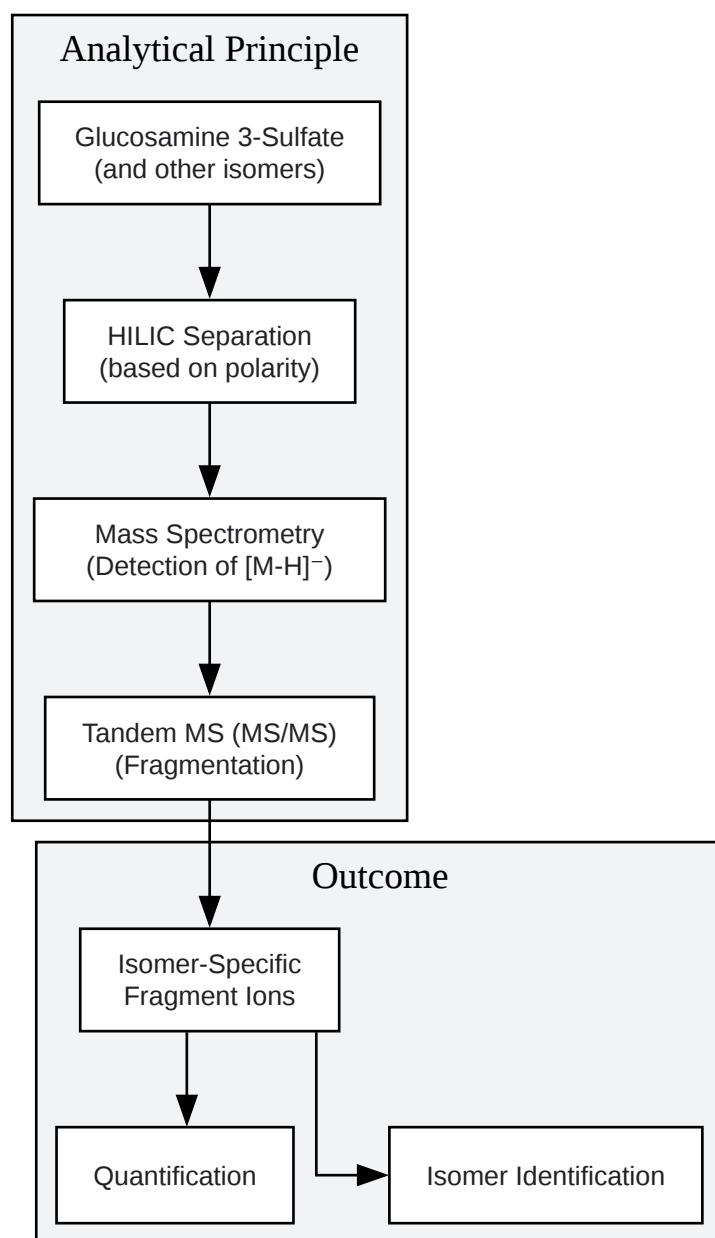 Analytical Principle
Glucosamine 3-Sulfate
(and other isomers)
HILIC Separation
(based on polarity)
Mass Spectrometry
(Detection of [M-H]⁻)
Tandem MS (MS/MS)
(Fragmentation)
Outcome
Isomer-Specific
Fragment Ions
Quantification
Isomer Identification